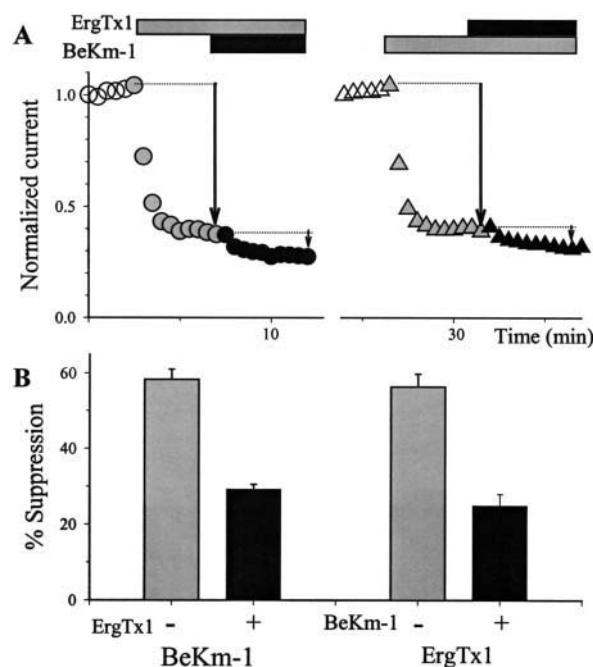 A
ErgTx1
BeKm-1
Normalized current
1.0
0.5
0.0
10
30
Time (min)
B
% Suppression
60
40
20
0
ErgTx1 - +
BeKm-1 - +
BeKm-1
ErgTx1